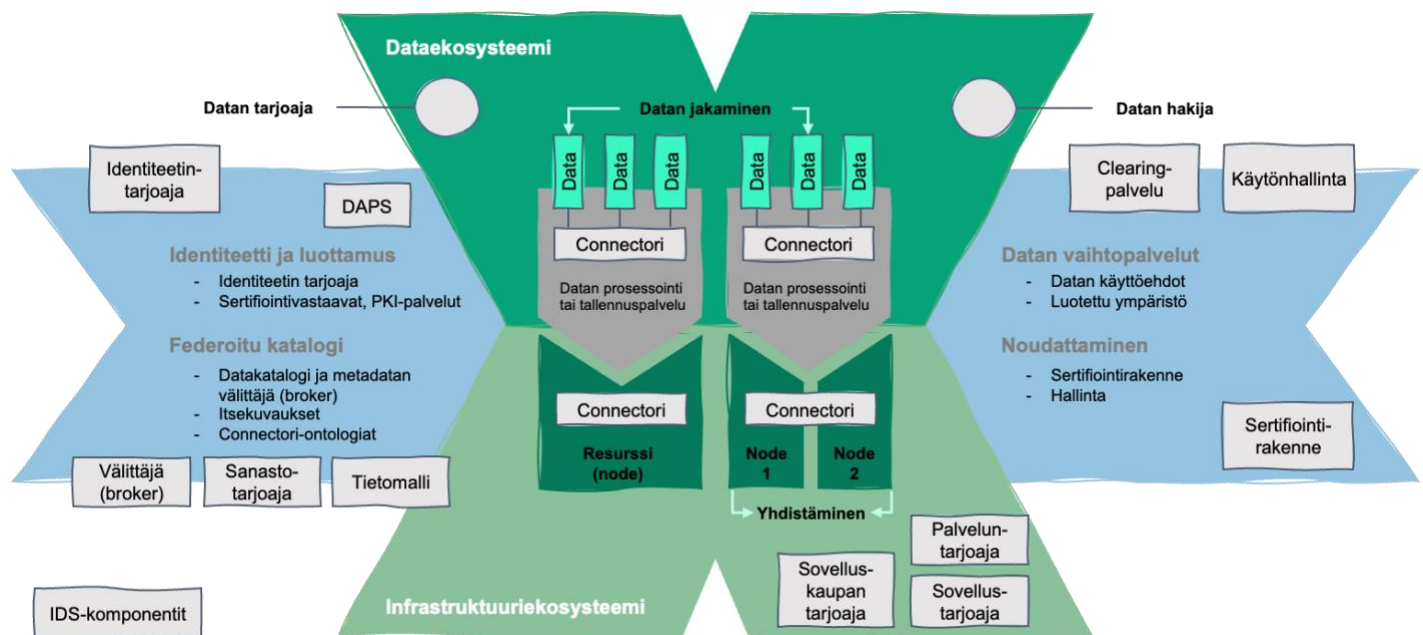 Dataekosysteemi
Datan tarjoaja
Datan jakaminen
Datan hakija
Identiteetin-
tarjoaja
DAPS
Data
Data
Data
Data
Data
Data
Clearing-
palvelu
Käytönhallinta
Connectori
Connectori
Identiteetti ja luottamus
- Identiteetin tarjoaja
- Sertifiointivastaavat, PKI-palvelut
Datan prosessointi
tai tallennuspalvelu
Datan prosessointi
tai tallennuspalvelu
Datan vaihtopalvelut
- Datan käyttöehdot
- Luotettu ympäristö
Federoitu katalogi
- Datakatalogi ja metadatan
välittäjä (broker)
- Itsekuvaukset
- Connectori-ontologiat
Noudattaminen
- Sertifiointirakenne
- Hallinta
Connectori
Connectori
Resurssi
(node)
Node
1
Node
2
Sertifiointi-
rakenne
Välittäjä
(broker)
Sanasto-
tarjoaja
Tietomalli
Yhdistäminen
Palvelun-
tarjoaja
Sovellus-
kaupan
tarjoaja
Sovellus-
tarjoaja
IDS-komponentit
Infrastruktuuriekosysteemi